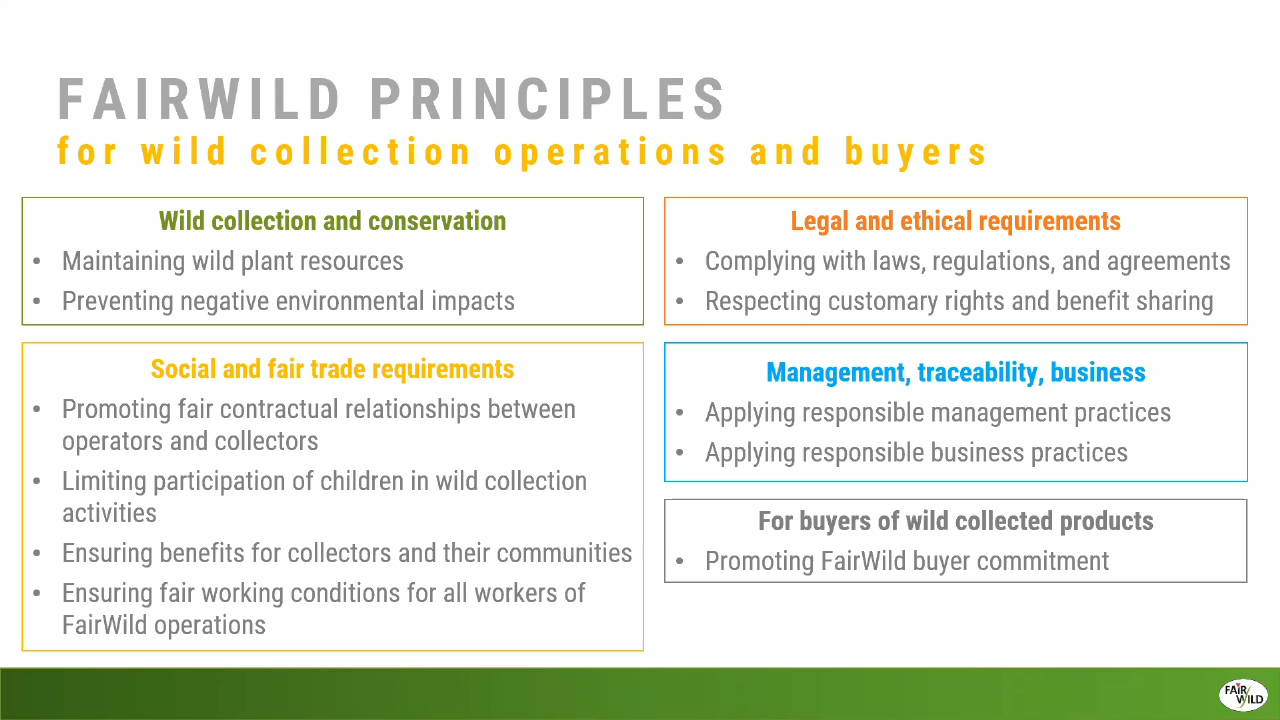 FAIRWILD PRINCIPLES
for wild collection operations and buyers
Wild collection and conservation
• Maintaining wild plant resources
• Preventing negative environmental impacts
Social and fair trade requirements
• Promoting fair contractual relationships between
operators and collectors
• Limiting participation of children in wild collection
activities
• Ensuring benefits for collectors and their communities
• Ensuring fair working conditions for all workers of
FairWild operations
Legal and ethical requirements
• Complying with laws, regulations, and agreements
• Respecting customary rights and benefit sharing
Management, traceability, business
• Applying responsible management practices
• Applying responsible business practices
For buyers of wild collected products
• Promoting FairWild buyer commitment
FAIR
WILD